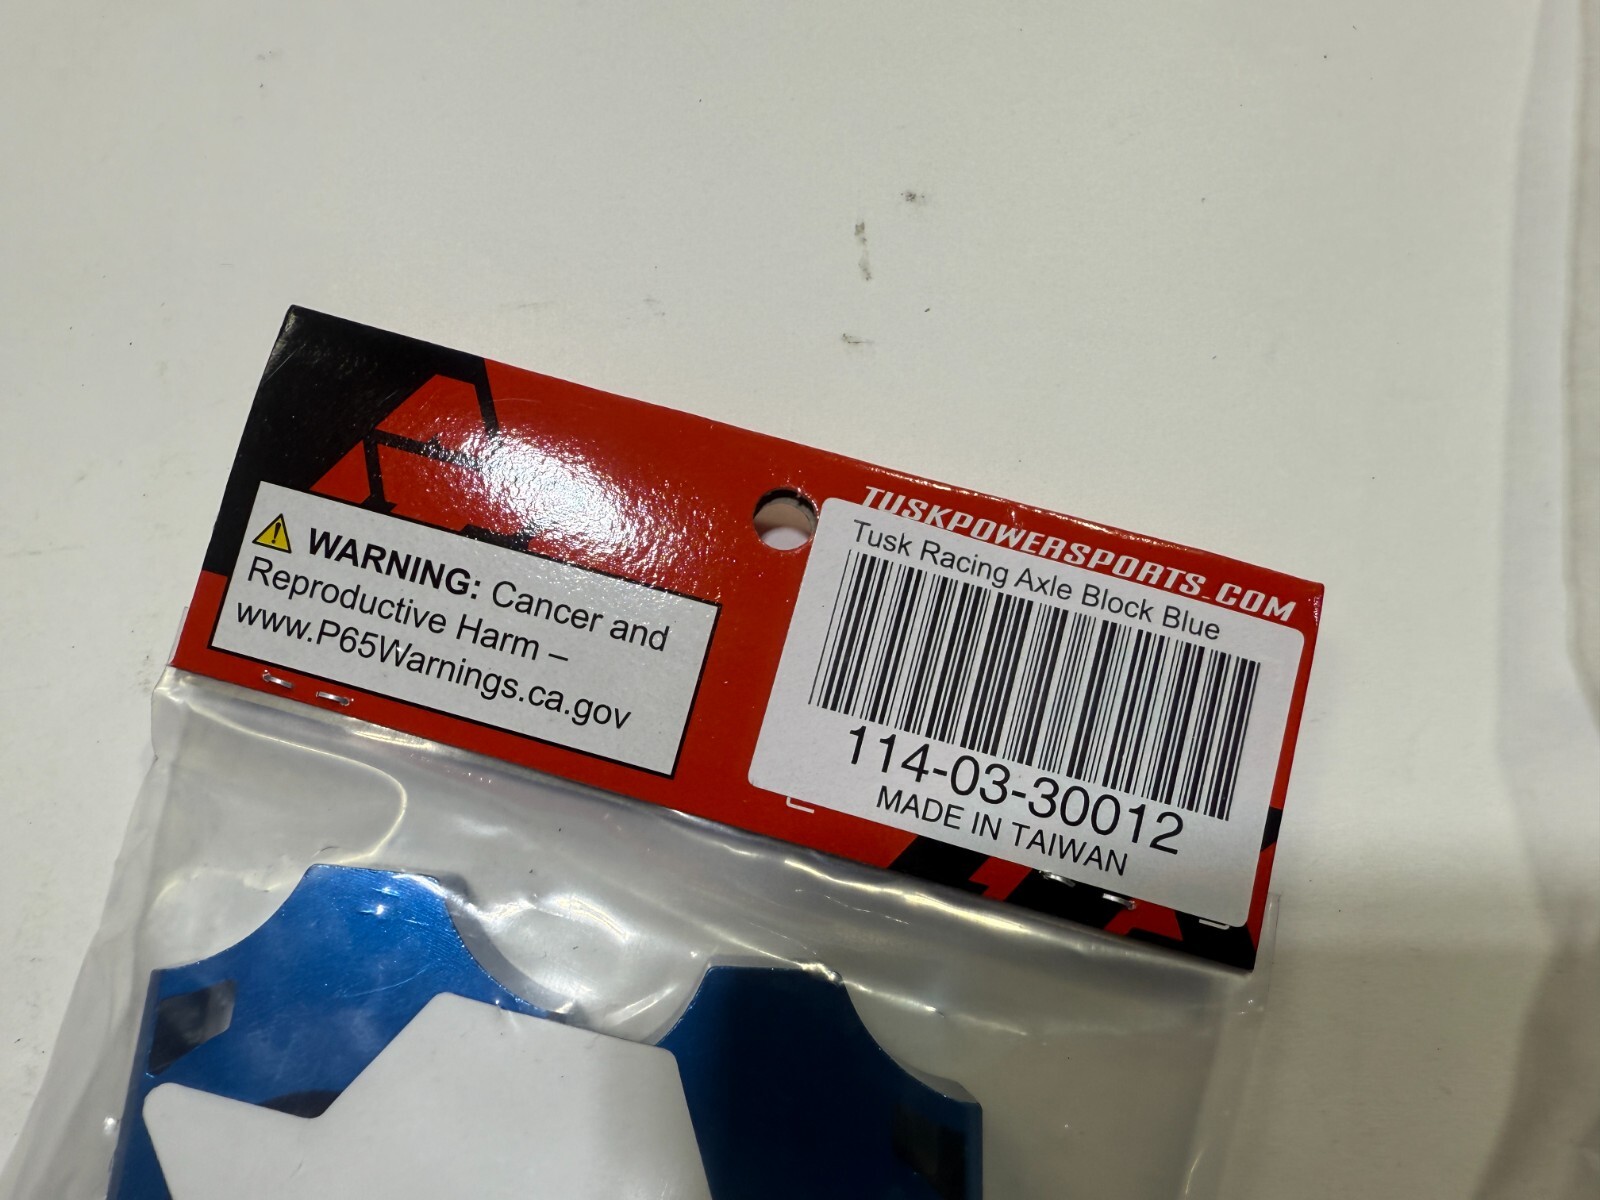 WARNING: Cancer and
Reproductive Harm –
www.P65Warnings.ca.gov
TUSKPOWERSPORTS.COM
Tusk Racing Axle Block Blue
114-03-30012
MADE IN TAIWAN